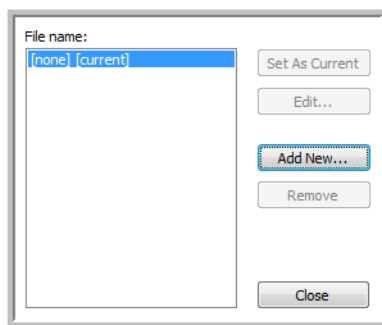 File name:
[none] [current]
Set As Current
Edit...
Add New...
Remove
Close